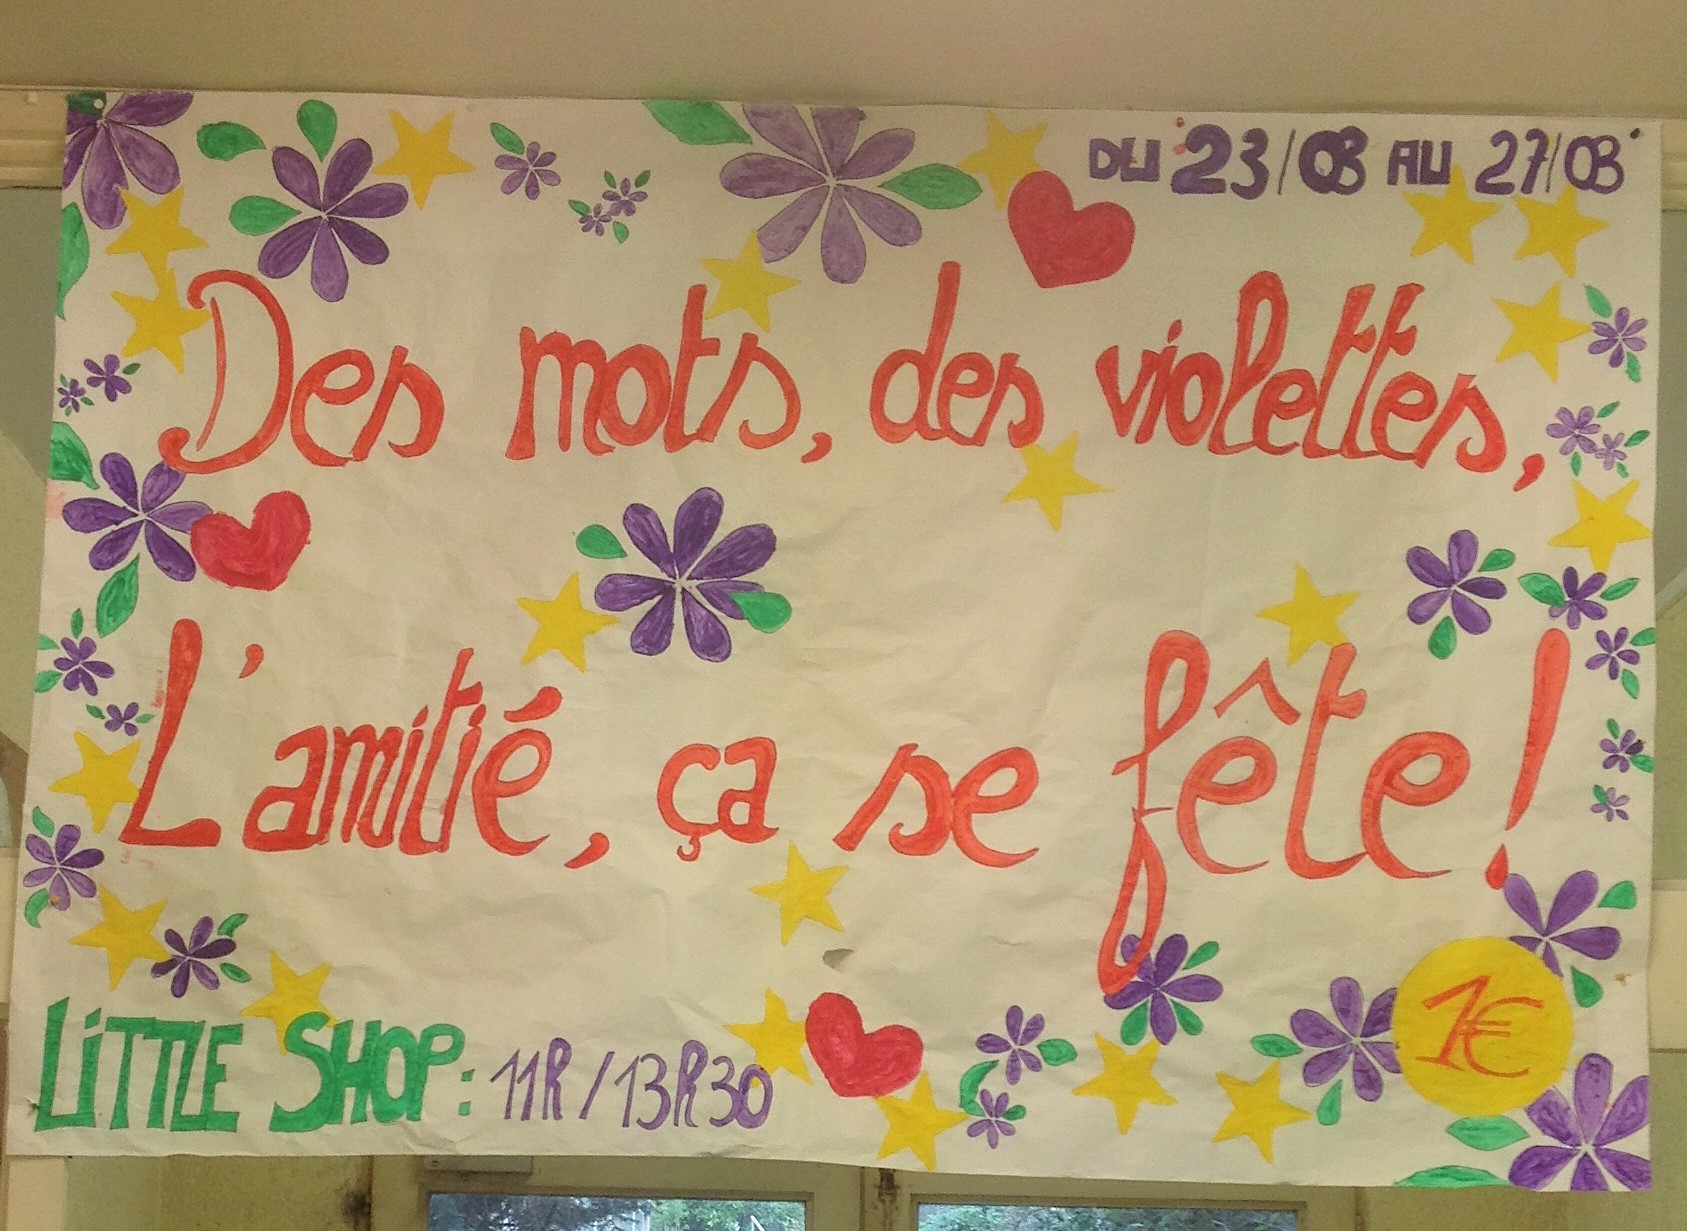 DU 23/03 AU 27/03
Des mots, des violettes,
L'amitié, ça se fête!
LiTTLE SHOP: 11h/13h30
1€